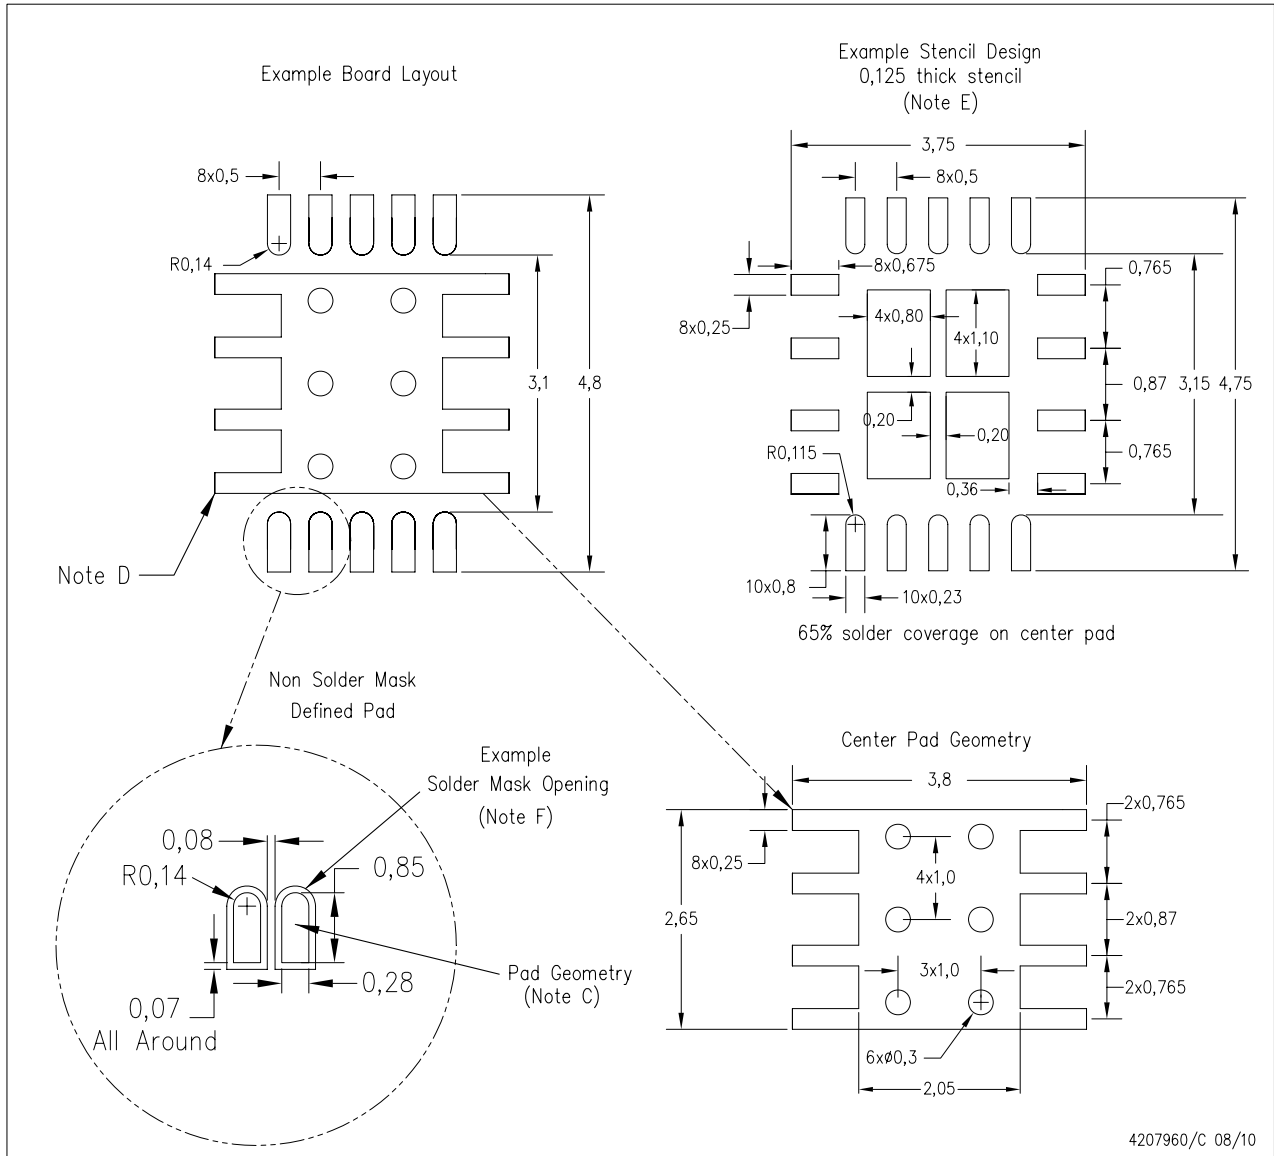 Example Board Layout
8x0,5
R0,14
3,1
4,8
Note D
Example Stencil Design
0,125 thick stencil
(Note E)
3,75
8x0,5
8x0,675
0,765
8x0,25
4x0,80
4x1,10
0,87
3,15
4,75
0,20
0,20
R0,115
0,765
0,36
10x0,8
10x0,23
65% solder coverage on center pad
Non Solder Mask
Defined Pad
Example
Solder Mask Opening
(Note F)
0,08
R0,14
0,85
0,28
Pad Geometry
(Note C)
0,07
All Around
Center Pad Geometry
3,8
2x0,765
8x0,25
4x1,0
2,65
2x0,87
3x1,0
2x0,765
6xø0,3
2,05
4207960/C 08/10